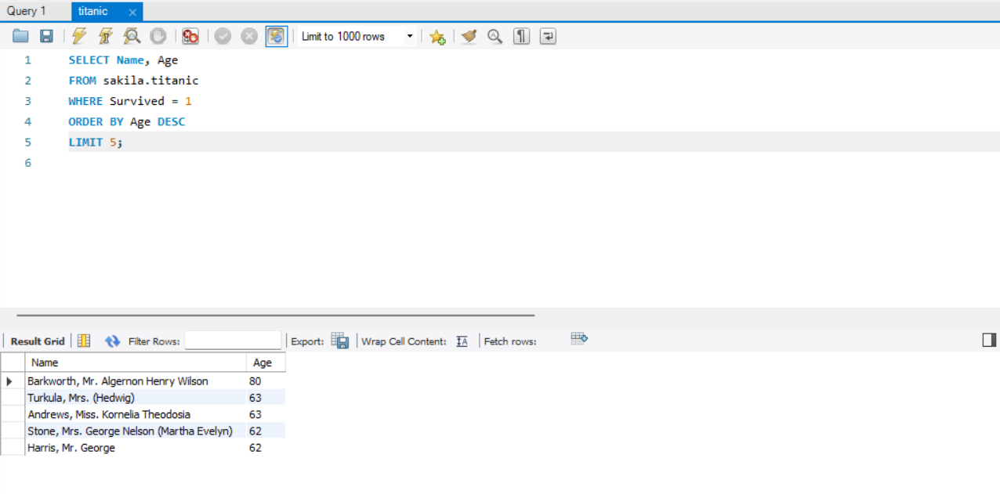 Query 1 titanic
Limit to 1000 rows
1 SELECT Name, Age
2 FROM sakila.titanic
3 WHERE Survived = 1
4 ORDER BY Age DESC
5 LIMIT 5;
6
Result Grid Filter Rows: Export: Wrap Cell Content: Fetch rows:
Name Age
Barkworth, Mr. Algernon Henry Wilson 80
Turkula, Mrs. (Hedwig) 63
Andrews, Miss. Kornelia Theodosia 63
Stone, Mrs. George Nelson (Martha Evelyn) 62
Harris, Mr. George 62